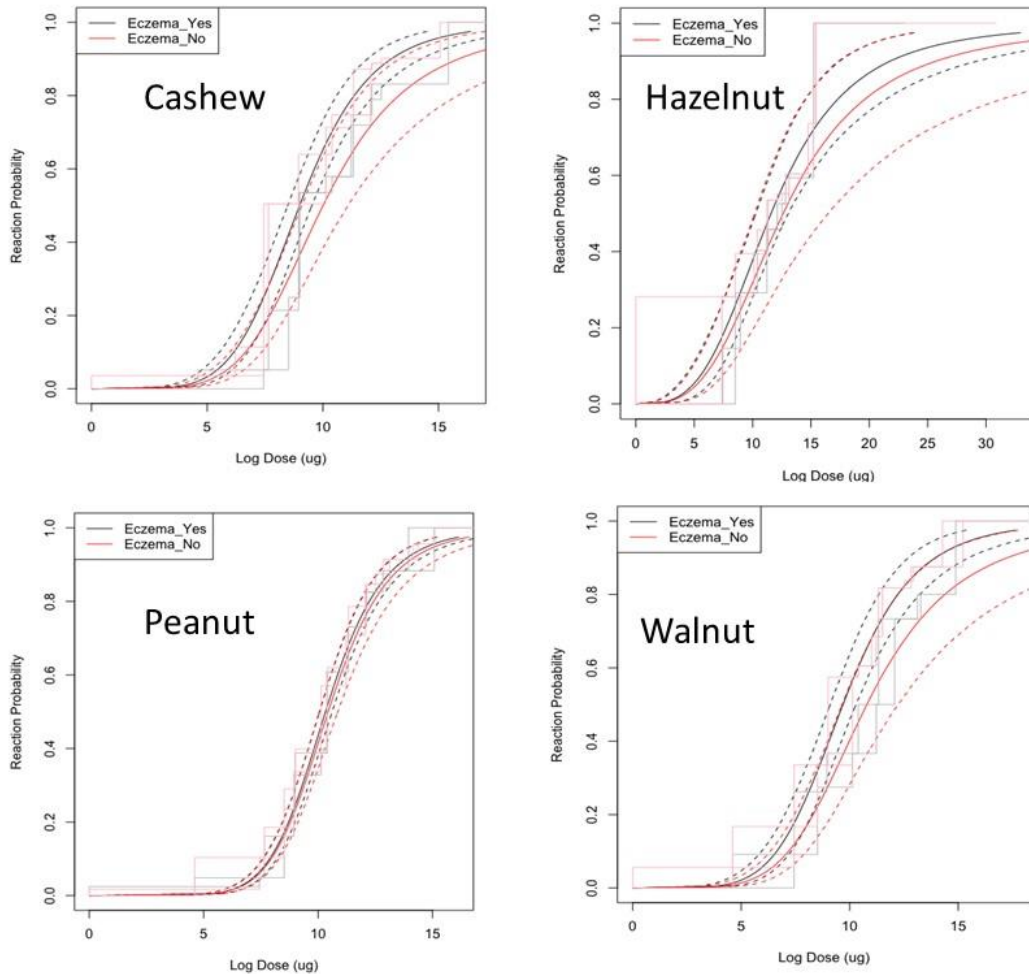 Eczema_Yes
Eczema_No
Cashew
Reaction Probability
0.0
0.2
0.4
0.6
0.8
1.0
0 5 10 15
Log Dose (ug)
Eczema_Yes
Eczema_No
Hazelnut
Reaction Probability
0.0
0.2
0.4
0.6
0.8
1.0
0 5 10 15 20 25 30
Log Dose (ug)
Eczema_Yes
Eczema_No
Peanut
Reaction Probability
0.0
0.2
0.4
0.6
0.8
1.0
0 5 10 15
Log Dose (ug)
Eczema_Yes
Eczema_No
Walnut
Reaction Probability
0.0
0.2
0.4
0.6
0.8
1.0
0 5 10 15
Log Dose (ug)